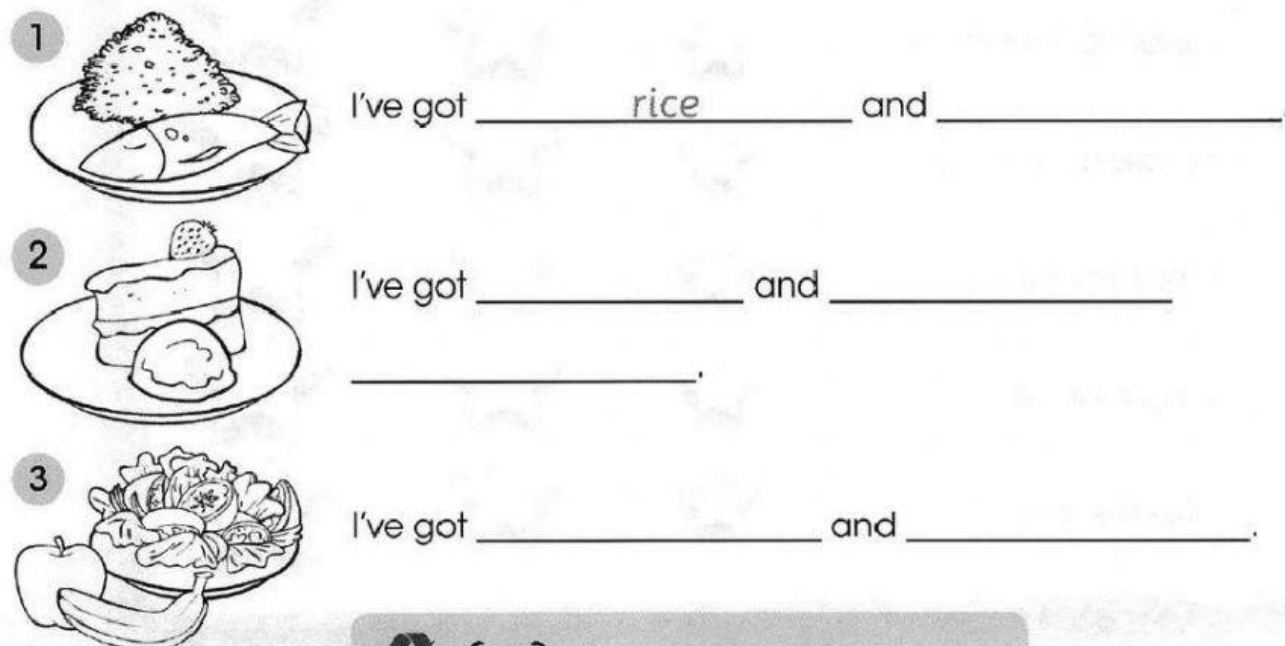 1
I've got rice and .
2
I've got and
.
3
I've got and .